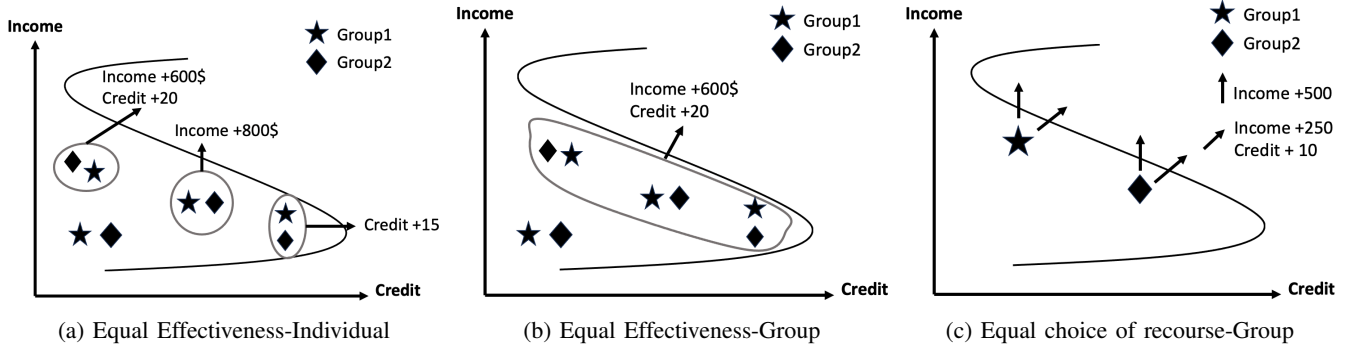 Income
Group1
Group2
Income +600$
Credit +20
Income +800$
Credit +15
Credit
(a) Equal Effectiveness-Individual
Income
Group1
Group2
Income +600$
Credit +20
Credit
(b) Equal Effectiveness-Group
Income
Group1
Group2
Income +500
Income +250
Credit + 10
Credit
(c) Equal choice of recourse-Group